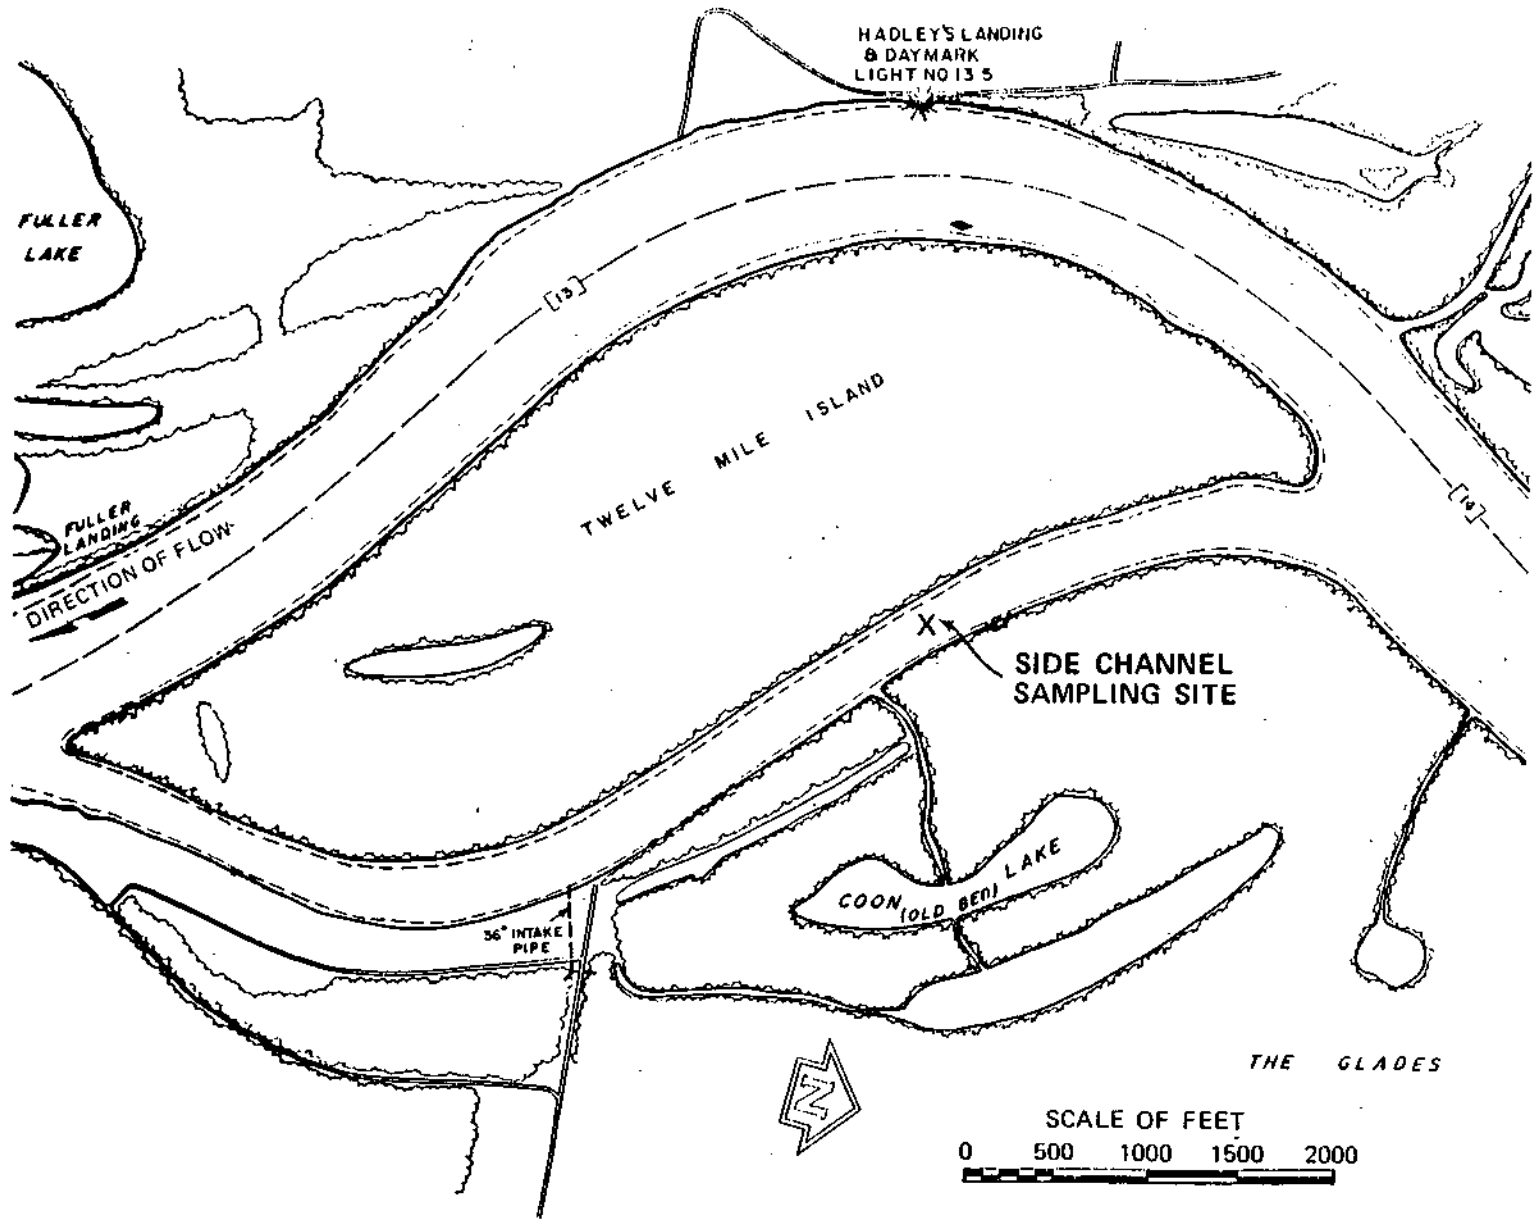 HADLEY'S LANDING
& DAYMARK
LIGHT NO 13 5
FULLER
LAKE
[13]
TWELVE MILE ISLAND
[14]
FULLER
LANDING
DIRECTION OF FLOW
X
SIDE CHANNEL
SAMPLING SITE
COON LAKE
(OLD BED)
36" INTAKE
PIPE
N
THE GLADES
SCALE OF FEET
0 500 1000 1500 2000